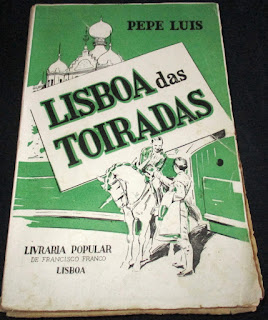 PEPE LUIS
LISBOA das
TOIRADAS
LIVRARIA POPULAR
DE FRANCISCO FRANCO
LISBOA